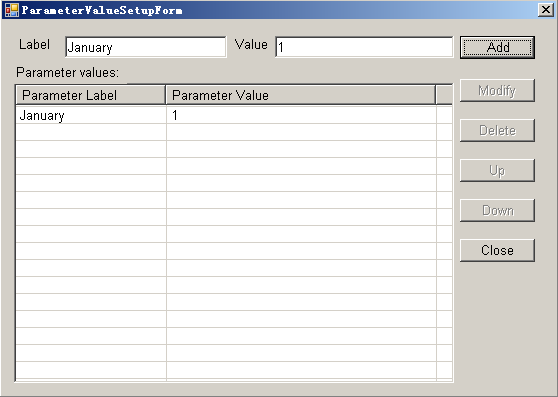 ParameterValueSetupForm
Label January Value 1 Add
Parameter values:
Parameter Label Parameter Value Modify
January 1
Delete
Up
Down
Close